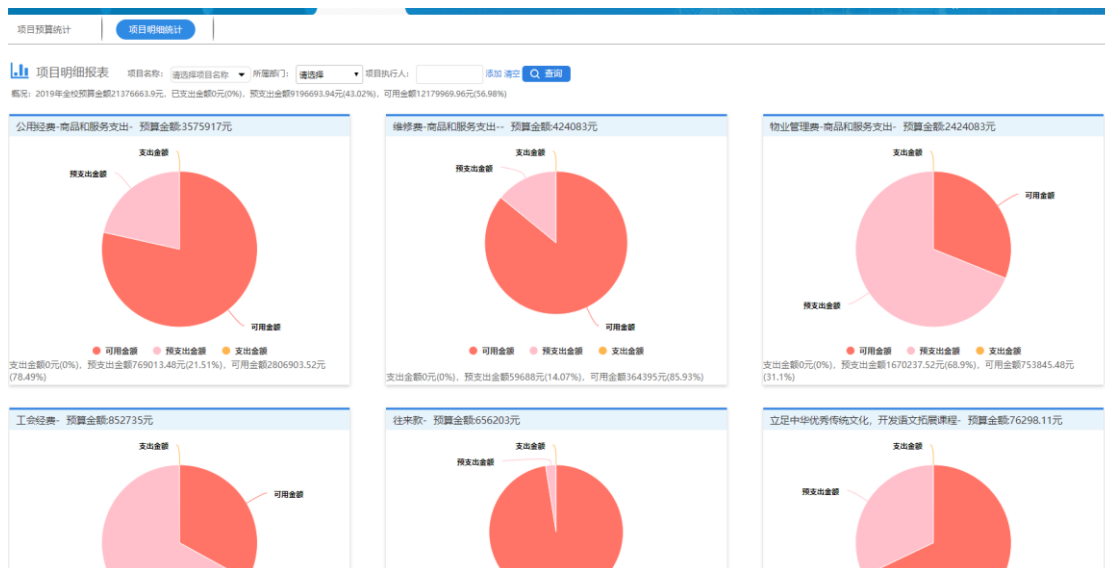 项目预算统计 项目明细统计
项目明细报表 项目名称： 请选择项目名称 所属部门： 请选择 项目执行人： 添加 清空 查询
概况：2019年全校预算金额21376663.9元，已支出金额0元(0%)，预支出金额9196693.94元(43.02%)，可用金额12179969.96元(56.98%)
公用经费-商品和服务支出- 预算金额:3575917元
支出金额
预支出金额
可用金额
可用金额 预支出金额 支出金额
支出金额0元(0%)，预支出金额769013.48元(21.51%)，可用金额2806903.52元
(78.49%)
维修费-商品和服务支出-- 预算金额:424083元
支出金额
预支出金额
可用金额
可用金额 预支出金额 支出金额
支出金额0元(0%)，预支出金额59688元(14.07%)，可用金额364395元(85.93%)
物业管理费-商品和服务支出- 预算金额:2424083元
支出金额
可用金额
预支出金额
可用金额 预支出金额 支出金额
支出金额0元(0%)，预支出金额1670237.52元(68.9%)，可用金额753845.48元
(31.1%)
工会经费- 预算金额:852735元
支出金额
可用金额
往来款- 预算金额:656203元
支出金额
预支出金额
立足中华优秀传统文化，开发语文拓展课程- 预算金额:76298.11元
支出金额
预支出金额